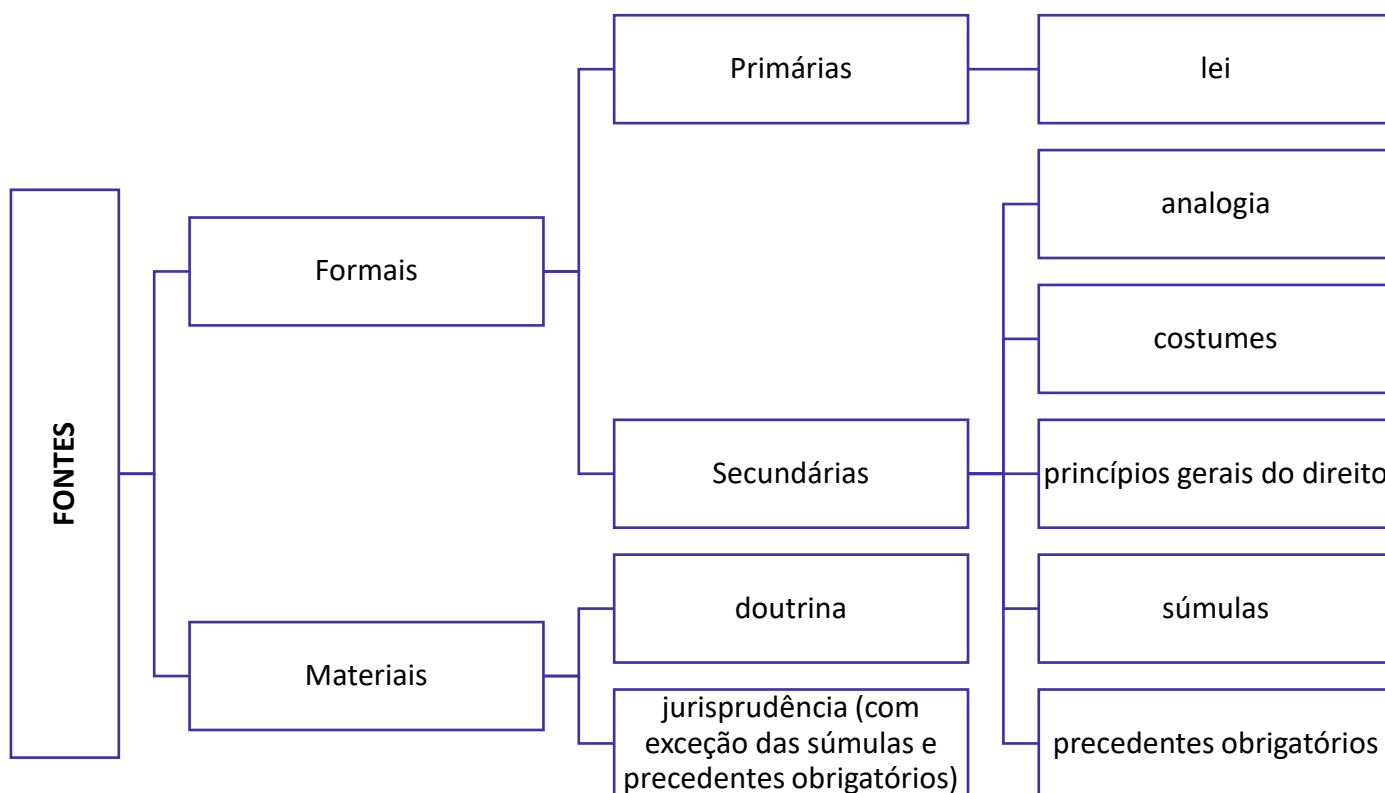 FONTES
Formais
Primárias
lei
Secundárias
analogia
costumes
princípios gerais do direito
súmulas
precedentes obrigatórios
Materiais
doutrina
jurisprudência (com
exceção das súmulas e
precedentes obrigatórios)